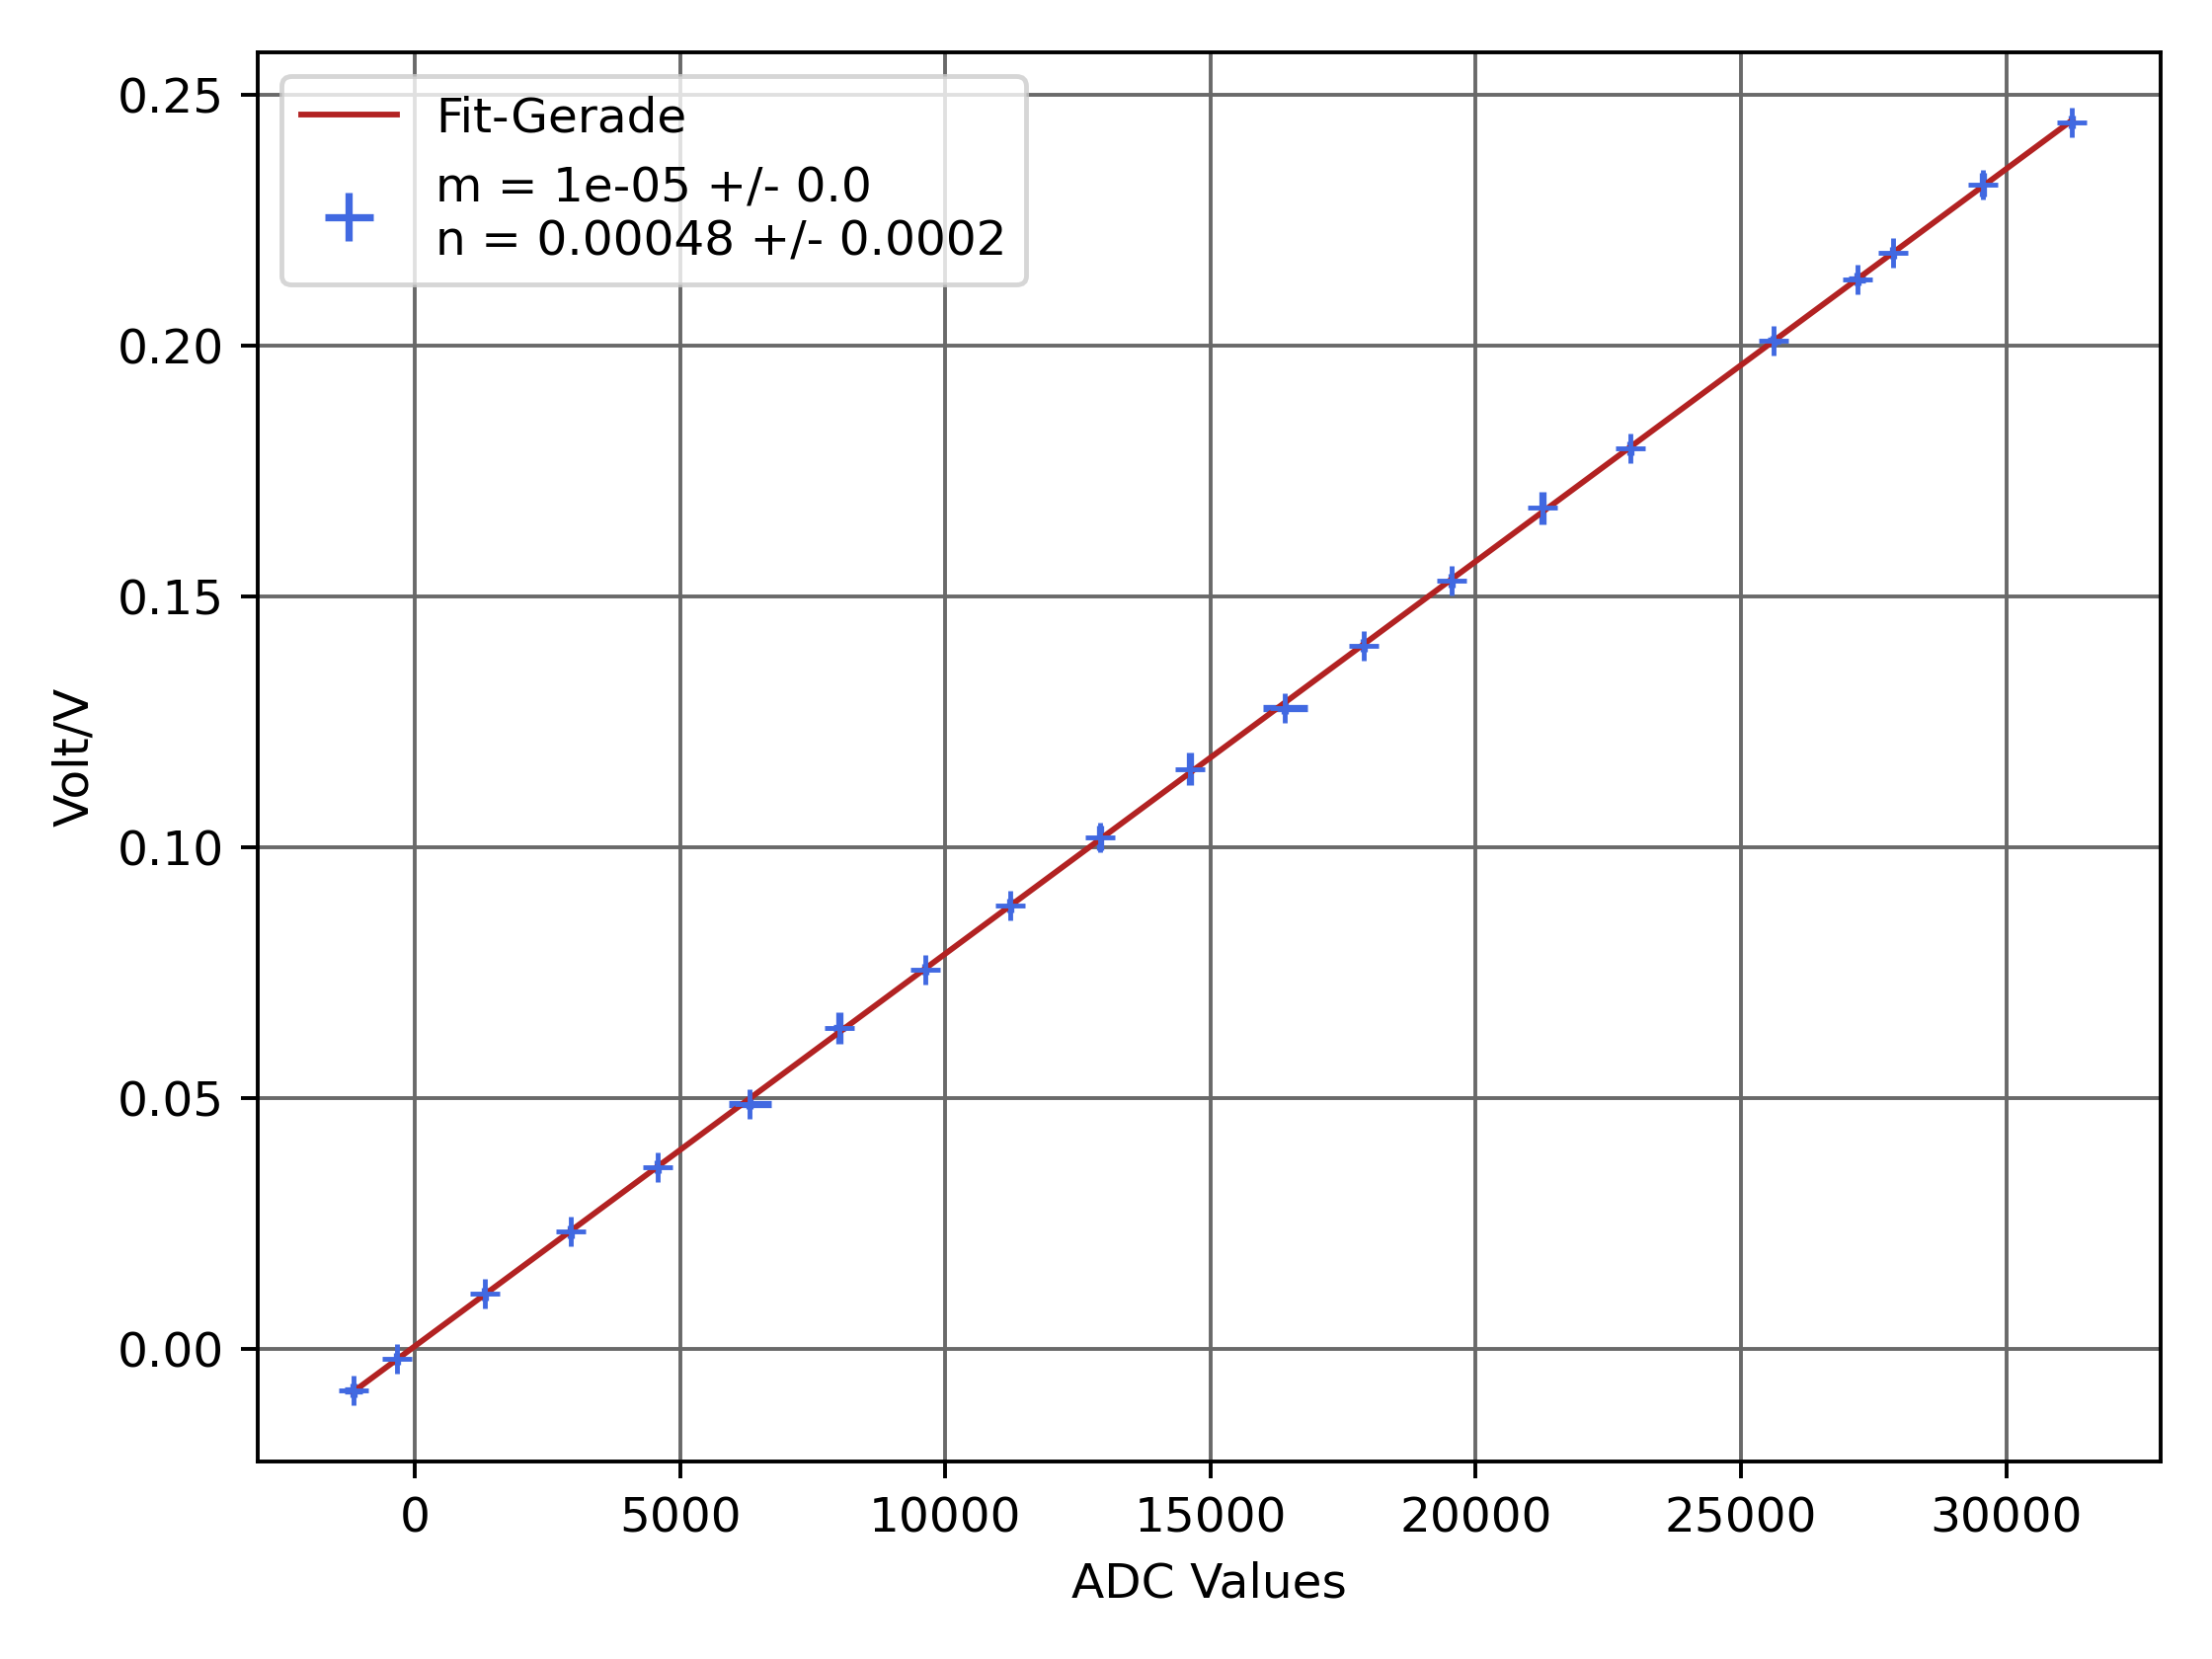 Fit-Gerade
m = 1e-05 +/- 0.0
n = 0.00048 +/- 0.0002
0.25
0.20
0.15
0.10
0.05
0.00
Volt/V
0 5000 10000 15000 20000 25000 30000
ADC Values